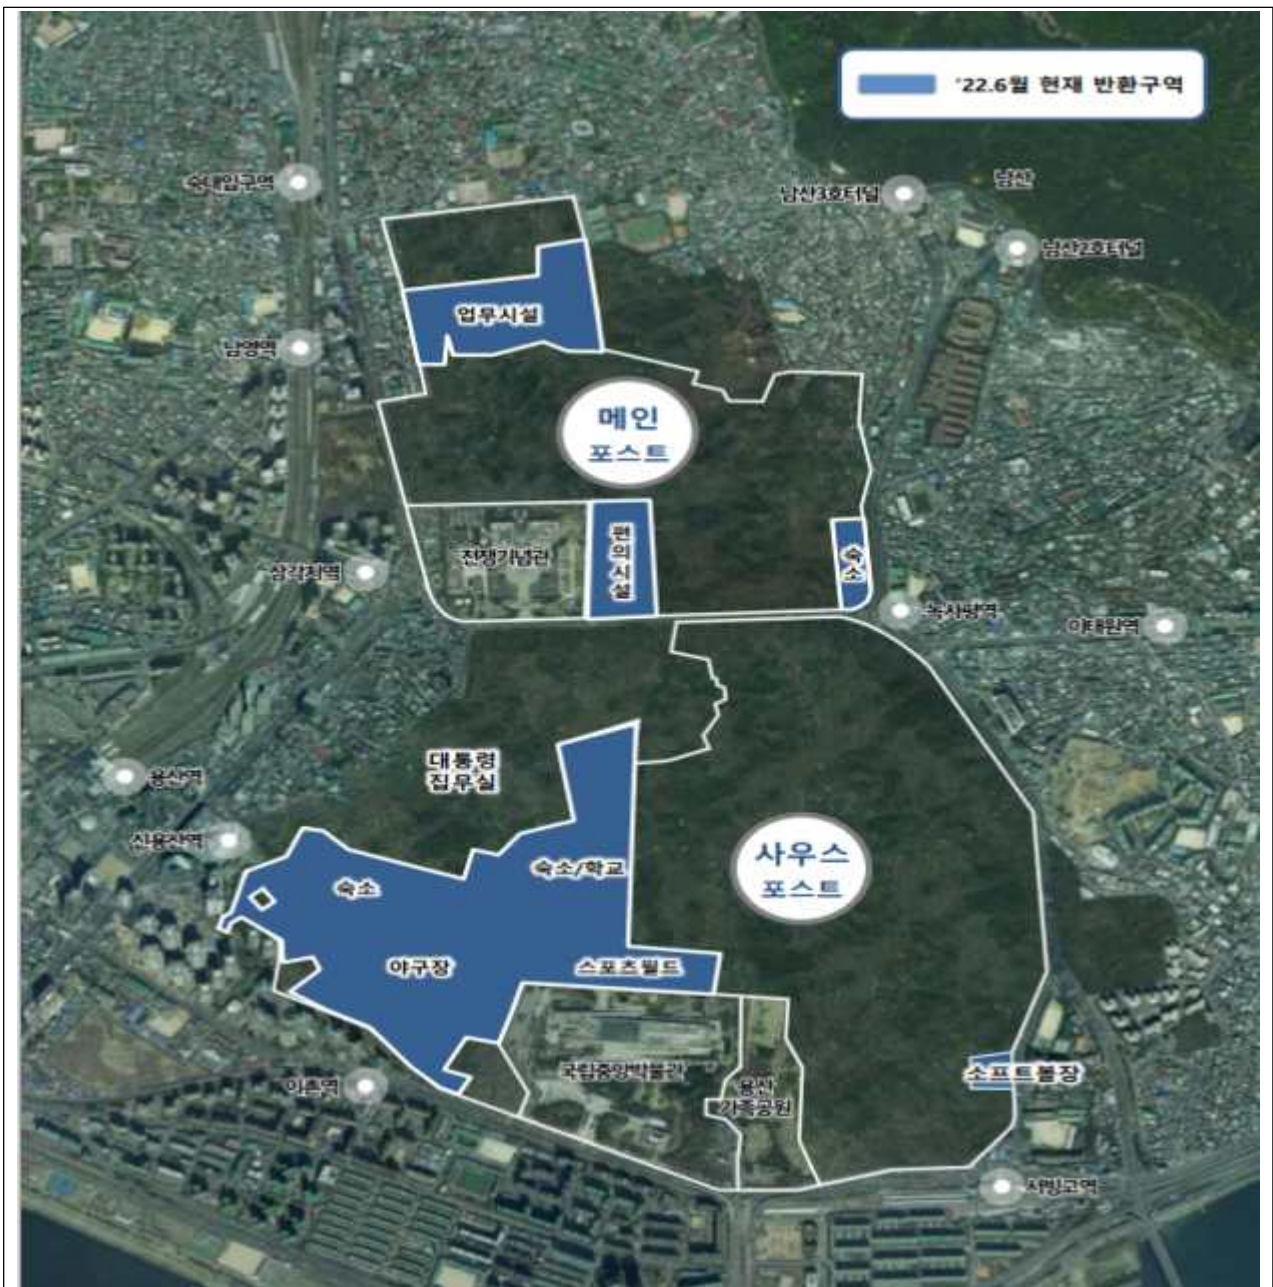 '22.6월 현재 반환구역
숙대입구역
남산3호터널
남산
남산2호터널
업무시설
남영역
메인
포스트
전쟁기념관
편의시설
숙소
삼각지역
녹사평역
이태원역
대통령
집무실
용산역
신용산역
숙소/학교
숙소
사우스
포스트
야구장
스포츠필드
국립중앙박물관
용산
가족공원
소프트볼장
이촌역
서빙고역